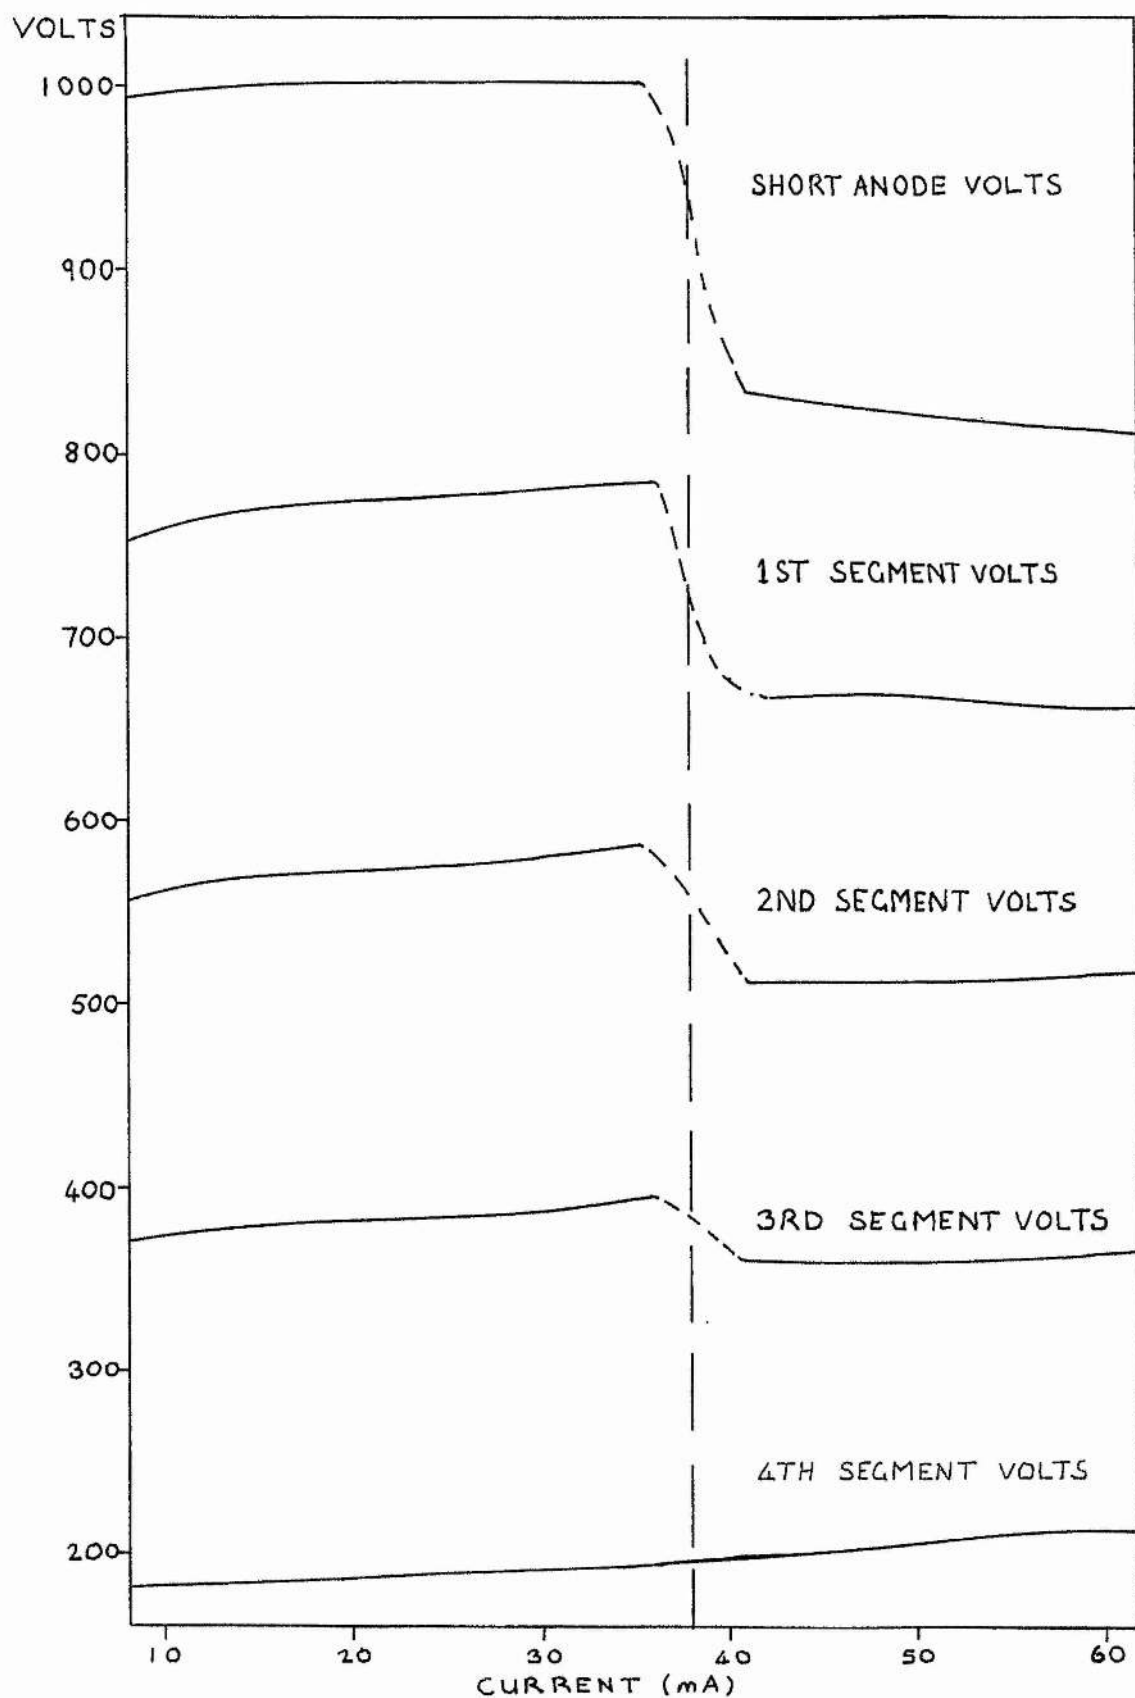 VOLTS
1000
SHORT ANODE VOLTS
900
800
1ST SEGMENT VOLTS
700
600
2ND SEGMENT VOLTS
500
400
3RD SEGMENT VOLTS
300
4TH SEGMENT VOLTS
200
10 20 30 40 50 60
CURRENT (mA)